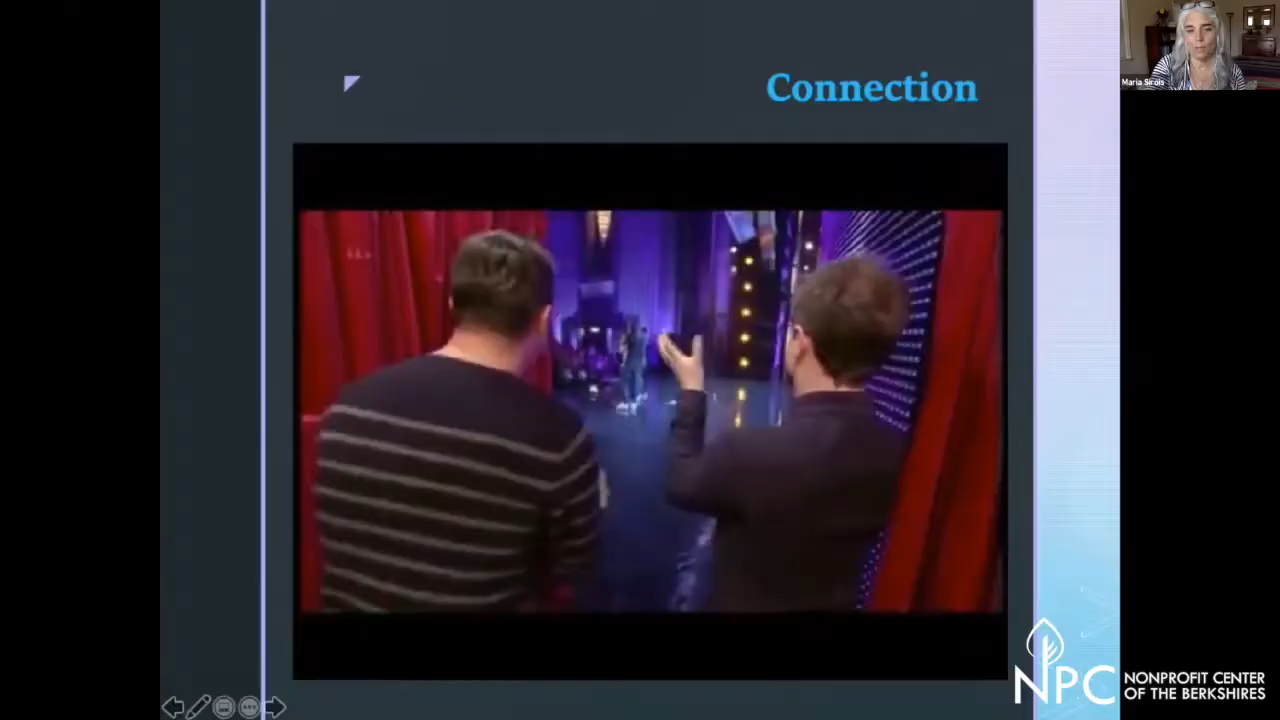 Connection
Maria Sirois
NPC
NONPROFIT CENTER
OF THE BERKSHIRES